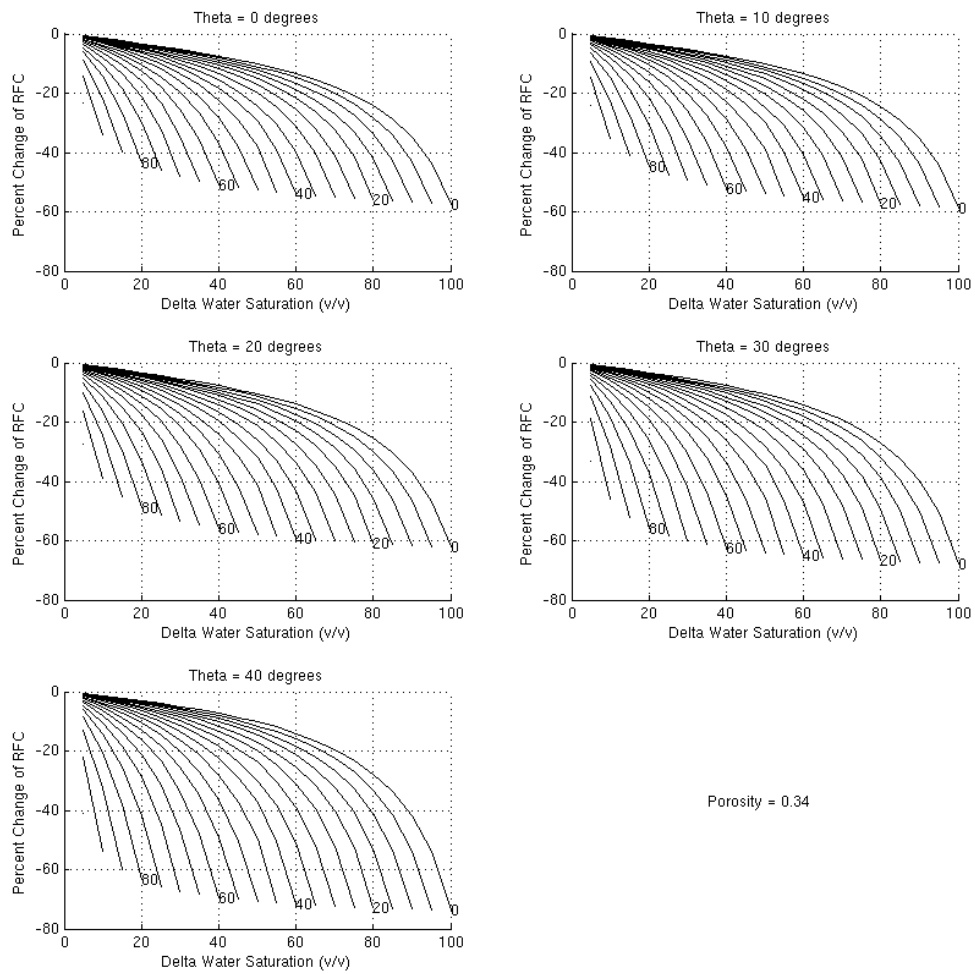 Theta = 0 degrees
0
-20
-40
-60
-80
Percent Change of RFC
80
60
40
20
0
0 20 40 60 80 100
Delta Water Saturation (v/v)
Theta = 10 degrees
0
-20
-40
-60
-80
Percent Change of RFC
80
60
40
20
0
0 20 40 60 80 100
Delta Water Saturation (v/v)
Theta = 20 degrees
0
-20
-40
-60
-80
Percent Change of RFC
80
60
40
20
0
0 20 40 60 80 100
Delta Water Saturation (v/v)
Theta = 30 degrees
0
-20
-40
-60
-80
Percent Change of RFC
80
60
40
20
0
0 20 40 60 80 100
Delta Water Saturation (v/v)
Theta = 40 degrees
0
-20
-40
-60
-80
Percent Change of RFC
80
60
40
20
0
0 20 40 60 80 100
Delta Water Saturation (v/v)
Porosity = 0.34